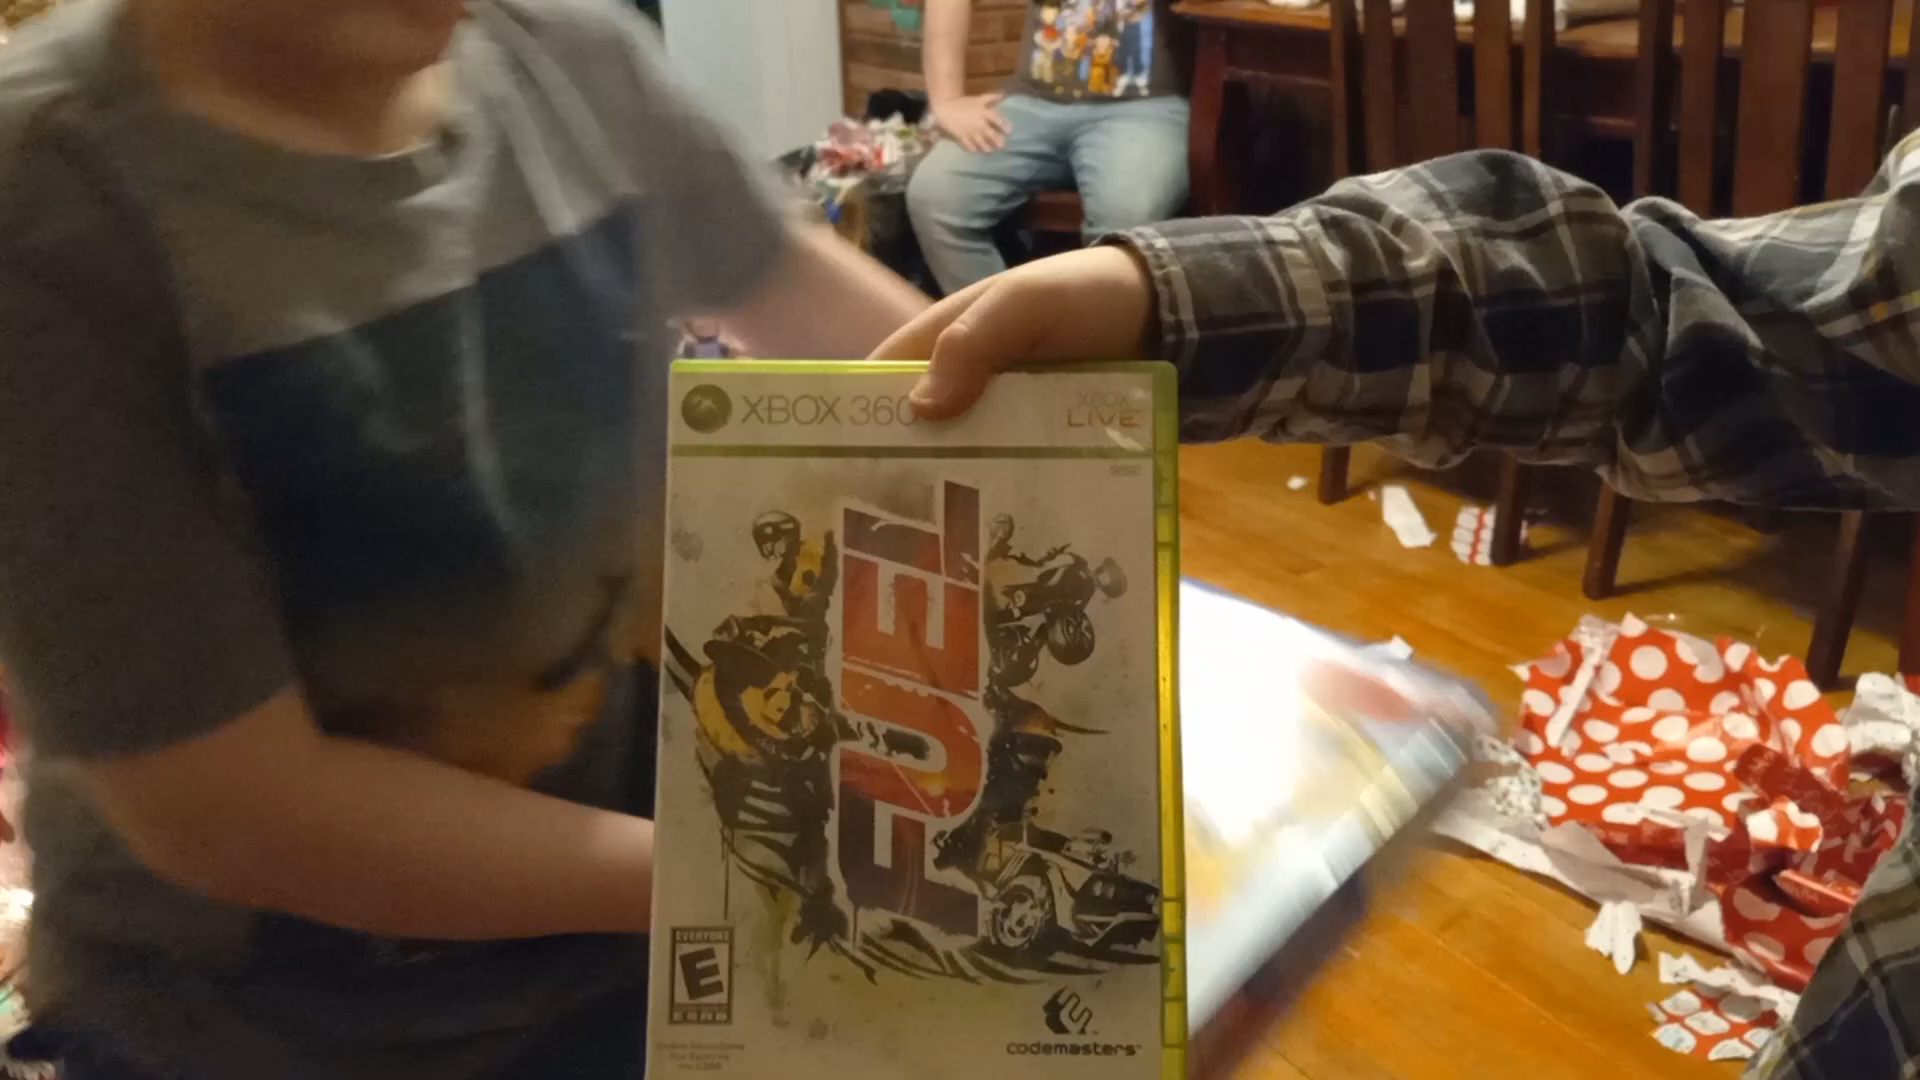 XBOX 360
XBOX
LIVE
FUEL
EVERYONE
E
ESRB
codemasters